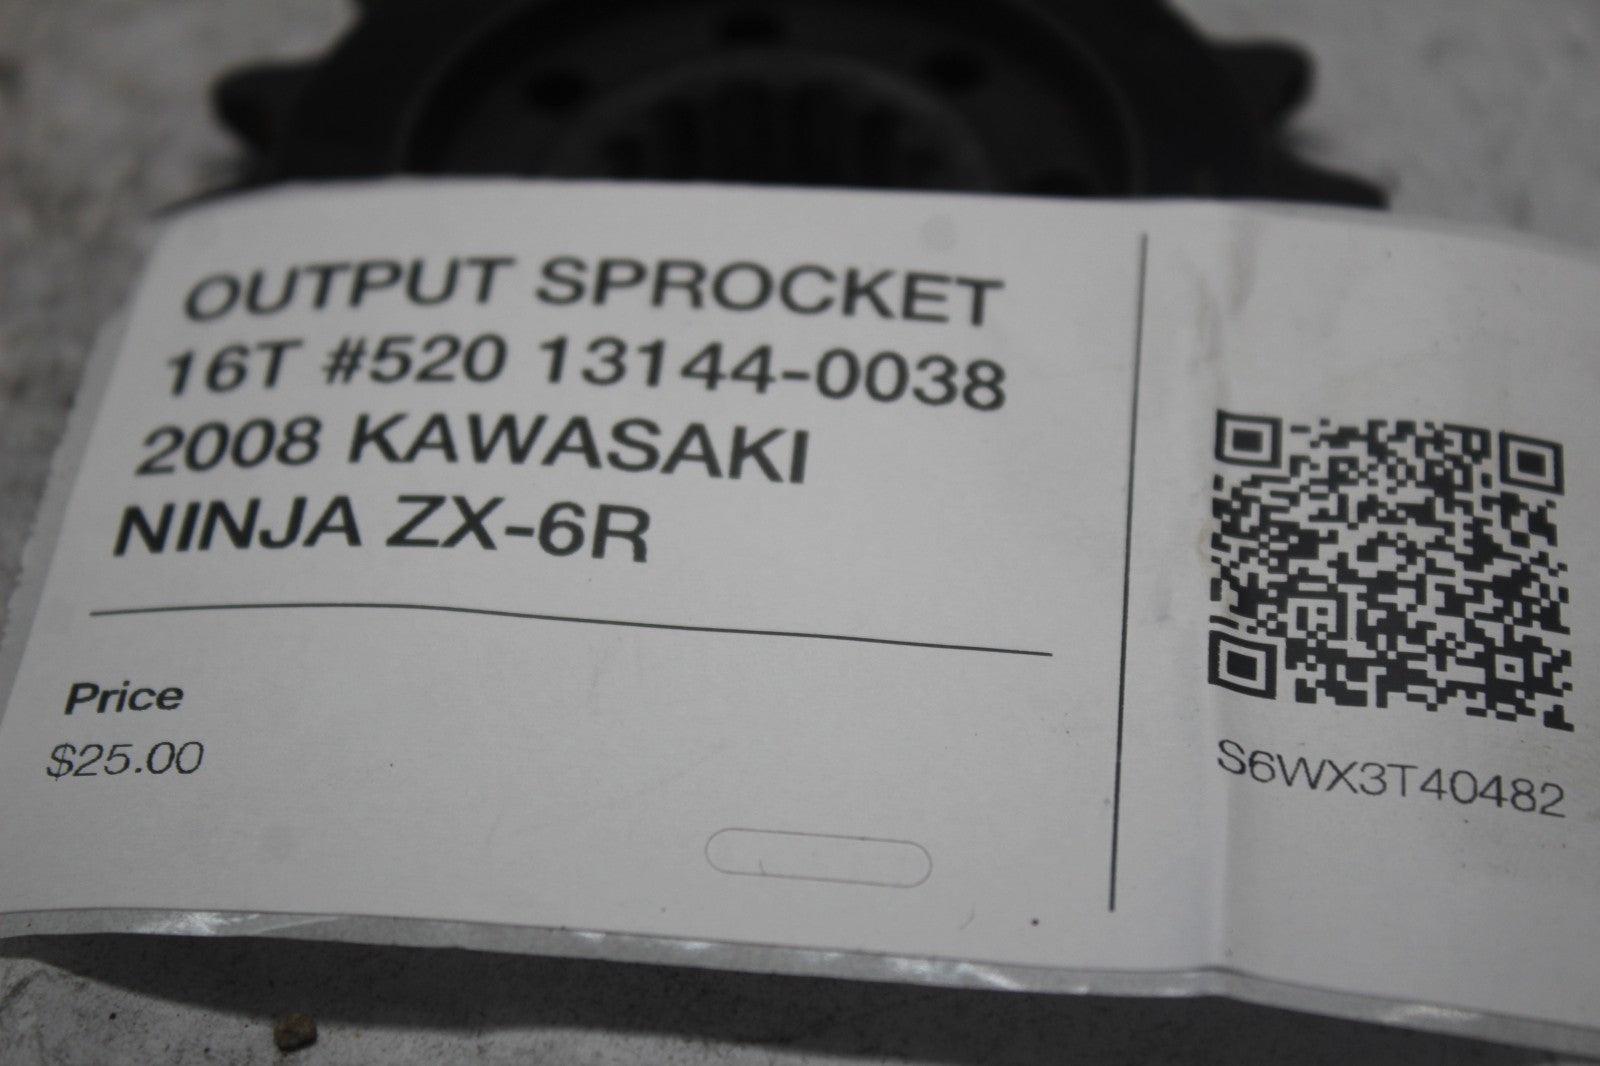 OUTPUT SPROCKET
16T #520 13144-0038
2008 KAWASAKI
NINJA ZX-6R
Price
$25.00
S6WX3T40482